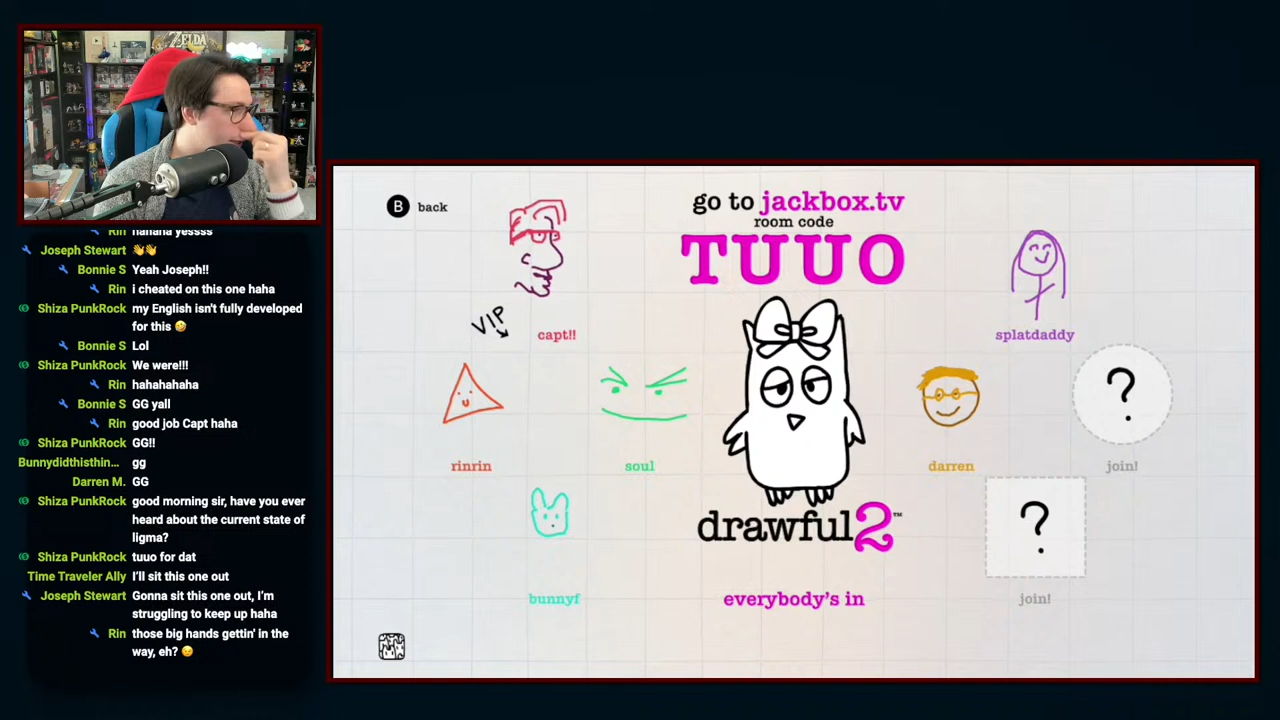 ZELDA
Rin hahaha yessss
Joseph Stewart 👋👋
Bonnie S Yeah Joseph!!
Rin i cheated on this one haha
Shiza PunkRock my English isn't fully developed
for this 🤣
Bonnie S Lol
Shiza PunkRock We were!!!
Rin hahahahaha
Bonnie S GG yall
Rin good job Capt haha
Shiza PunkRock GG!!
Bunnydidthisthin... gg
Darren M. GG
Shiza PunkRock good morning sir, have you ever
heard about the current state of
ligma?
Shiza PunkRock tuuo for dat
Time Traveler Ally I'll sit this one out
Joseph Stewart Gonna sit this one out, I'm
struggling to keep up haha
Rin those big hands gettin' in the
way, eh? 😉
B back
go to jackbox.tv
room code
TUUO
VIP
capt!!
splatdaddy
?
rinrin
soul
darren
join!
drawful 2™
?
bunnyf
everybody's in
join!